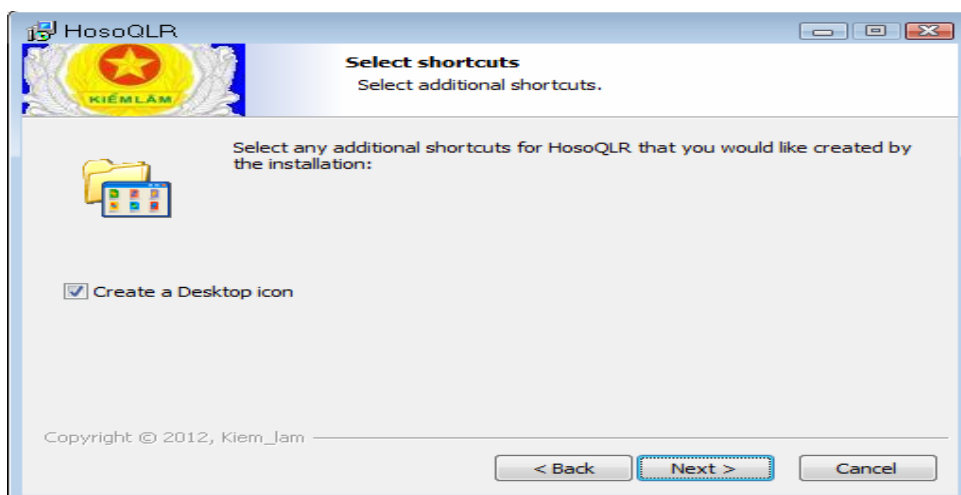 HosoQLR
KIỂM LÂM
Select shortcuts
Select additional shortcuts.
Select any additional shortcuts for HosoQLR that you would like created by
the installation:
Create a Desktop icon
Copyright © 2012, Kiem_lam
< Back
Next >
Cancel